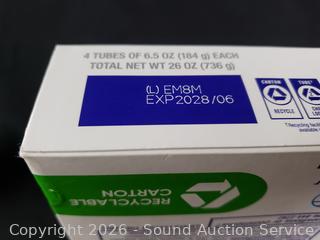 4 TUBES OF 6.5 OZ (184 g) EACH
TOTAL NET WT 26 OZ (736 g)
(L) EM8M
EXP2028/06
CARTON
RECYCLE
TUBE
RECYCLABLE
CARTON
Copyright 2026 - Sound Auction Service